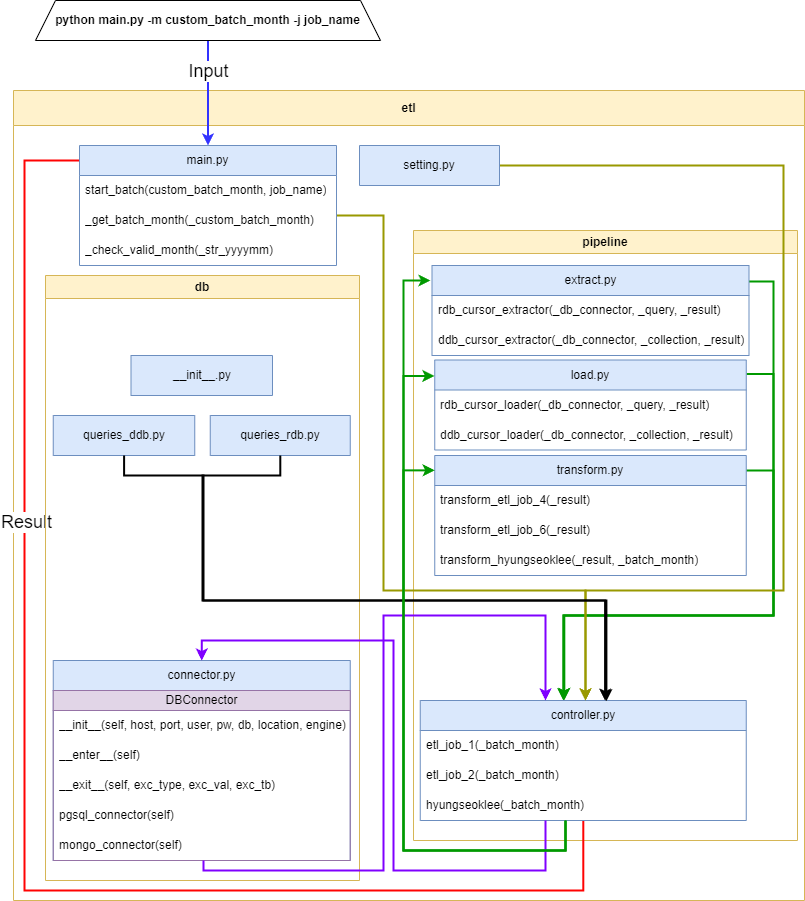 python main.py -m custom_batch_month -j job_name
Input
etl
main.py
start_batch(custom_batch_month, job_name)
_get_batch_month(_custom_batch_month)
_check_valid_month(_str_yyyymm)
setting.py
pipeline
extract.py
rdb_cursor_extractor(_db_connector, _query, _result)
ddb_cursor_extractor(_db_connector, _collection, _result)
load.py
rdb_cursor_loader(_db_connector, _query, _result)
ddb_cursor_loader(_db_connector, _collection, _result)
transform.py
transform_etl_job_4(_result)
transform_etl_job_6(_result)
transform_hyungseoklee(_result, _batch_month)
db
__init__.py
queries_ddb.py
queries_rdb.py
Result
connector.py
DBConnector
__init__(self, host, port, user, pw, db, location, engine)
__enter__(self)
__exit__(self, exc_type, exc_val, exc_tb)
pgsql_connector(self)
mongo_connector(self)
controller.py
etl_job_1(_batch_month)
etl_job_2(_batch_month)
hyungseoklee(_batch_month)